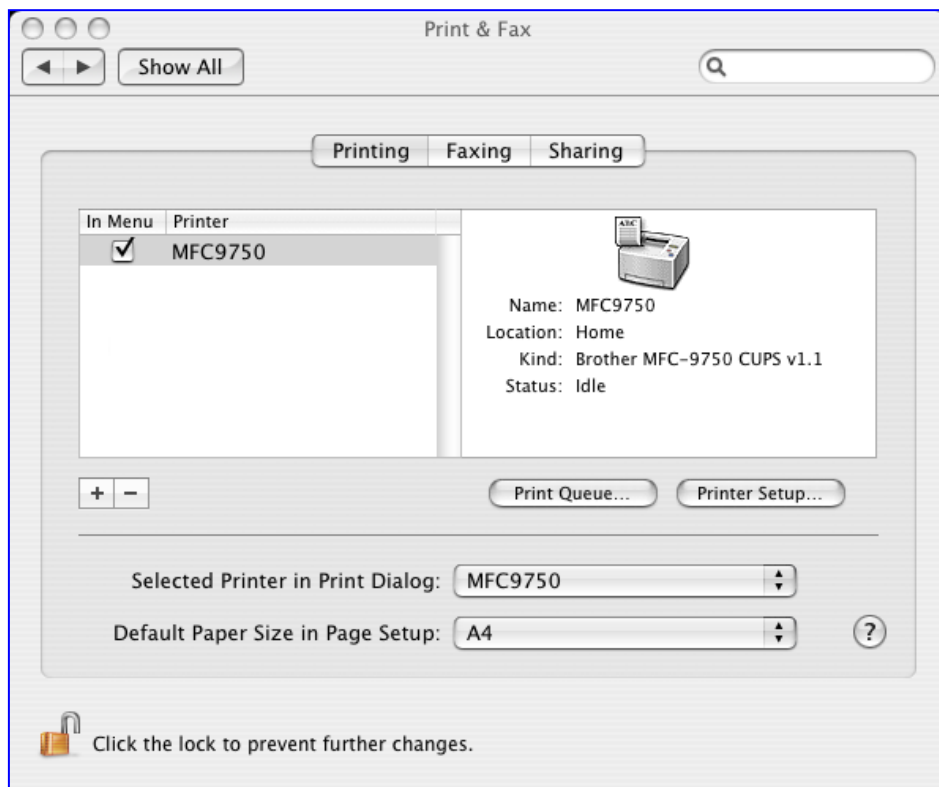 Print & Fax
Show All
Printing Faxing Sharing
In Menu Printer
MFC9750
ABC
Name: MFC9750
Location: Home
Kind: Brother MFC-9750 CUPS v1.1
Status: Idle
+ −
Print Queue... Printer Setup...
Selected Printer in Print Dialog: MFC9750
Default Paper Size in Page Setup: A4
?
Click the lock to prevent further changes.